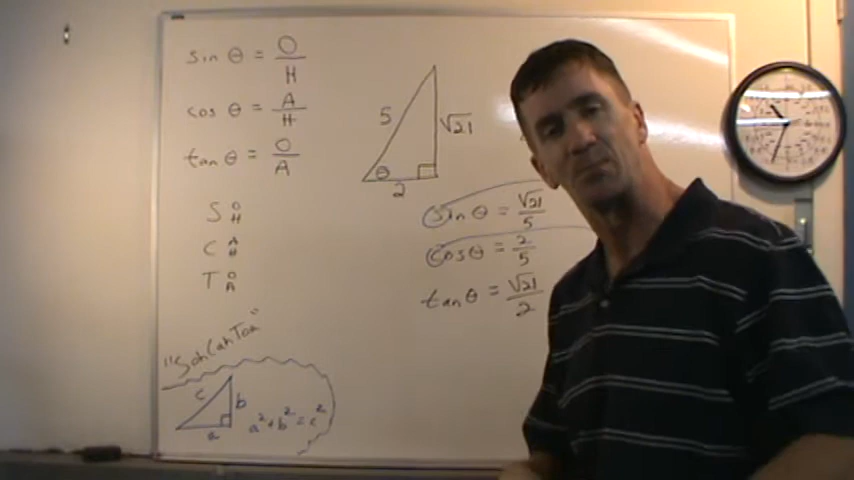 sin θ = O/H
cos θ = A/H
tan θ = O/A
S O/H
C A/H
T O/A
"SohCahToa"
c
b
a
a² + b² = c²
5
√21
θ
2
sin θ = √21/5
cos θ = 2/5
tan θ = √21/2